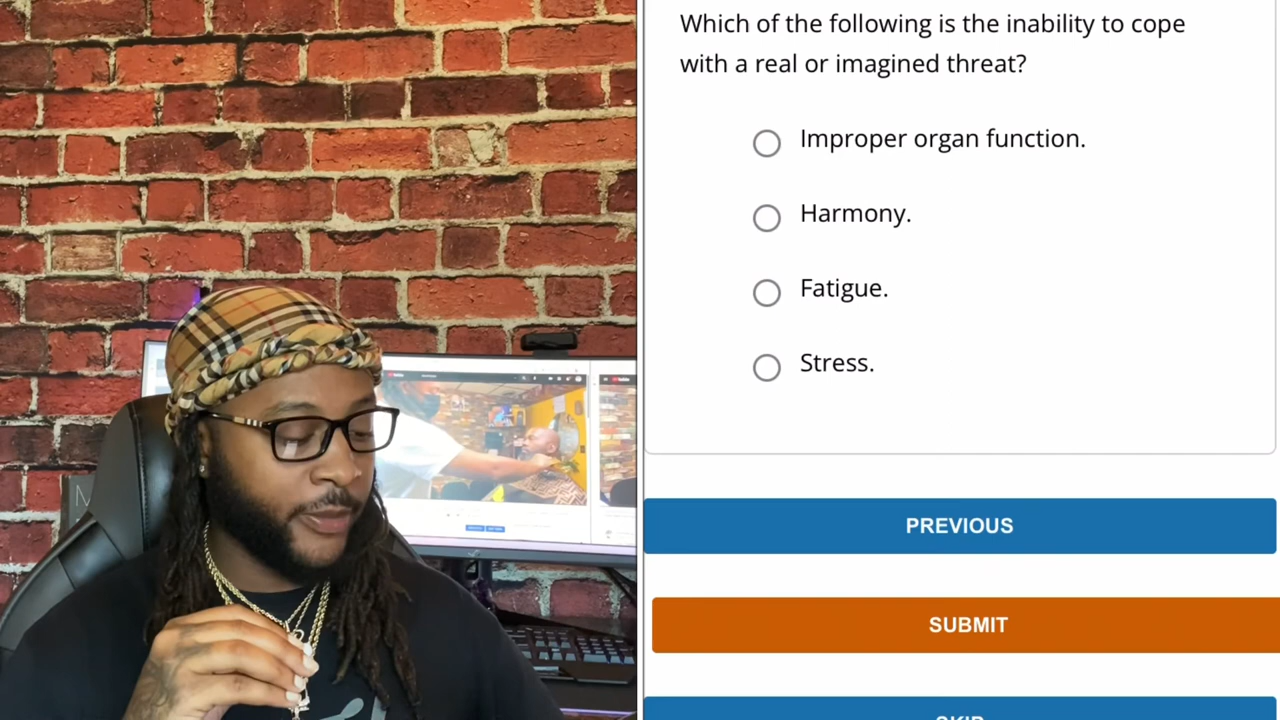 Which of the following is the inability to cope
with a real or imagined threat?
Improper organ function.
Harmony.
Fatigue.
Stress.
PREVIOUS
SUBMIT
SKIP
M